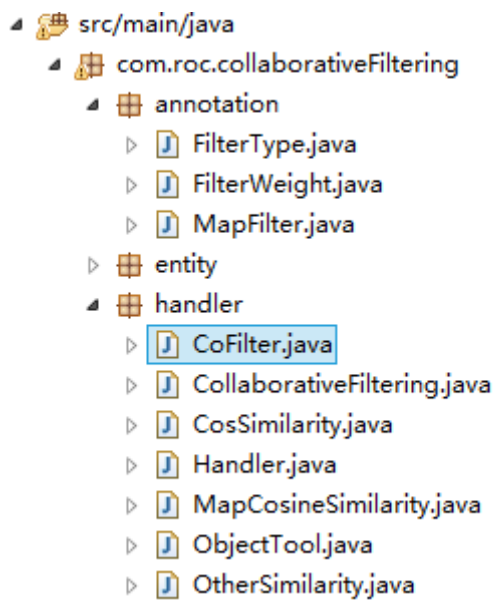 src/main/java
com.roc.collaborativeFiltering
annotation
FilterType.java
FilterWeight.java
MapFilter.java
entity
handler
CoFilter.java
CollaborativeFiltering.java
CosSimilarity.java
Handler.java
MapCosineSimilarity.java
ObjectTool.java
OtherSimilarity.java